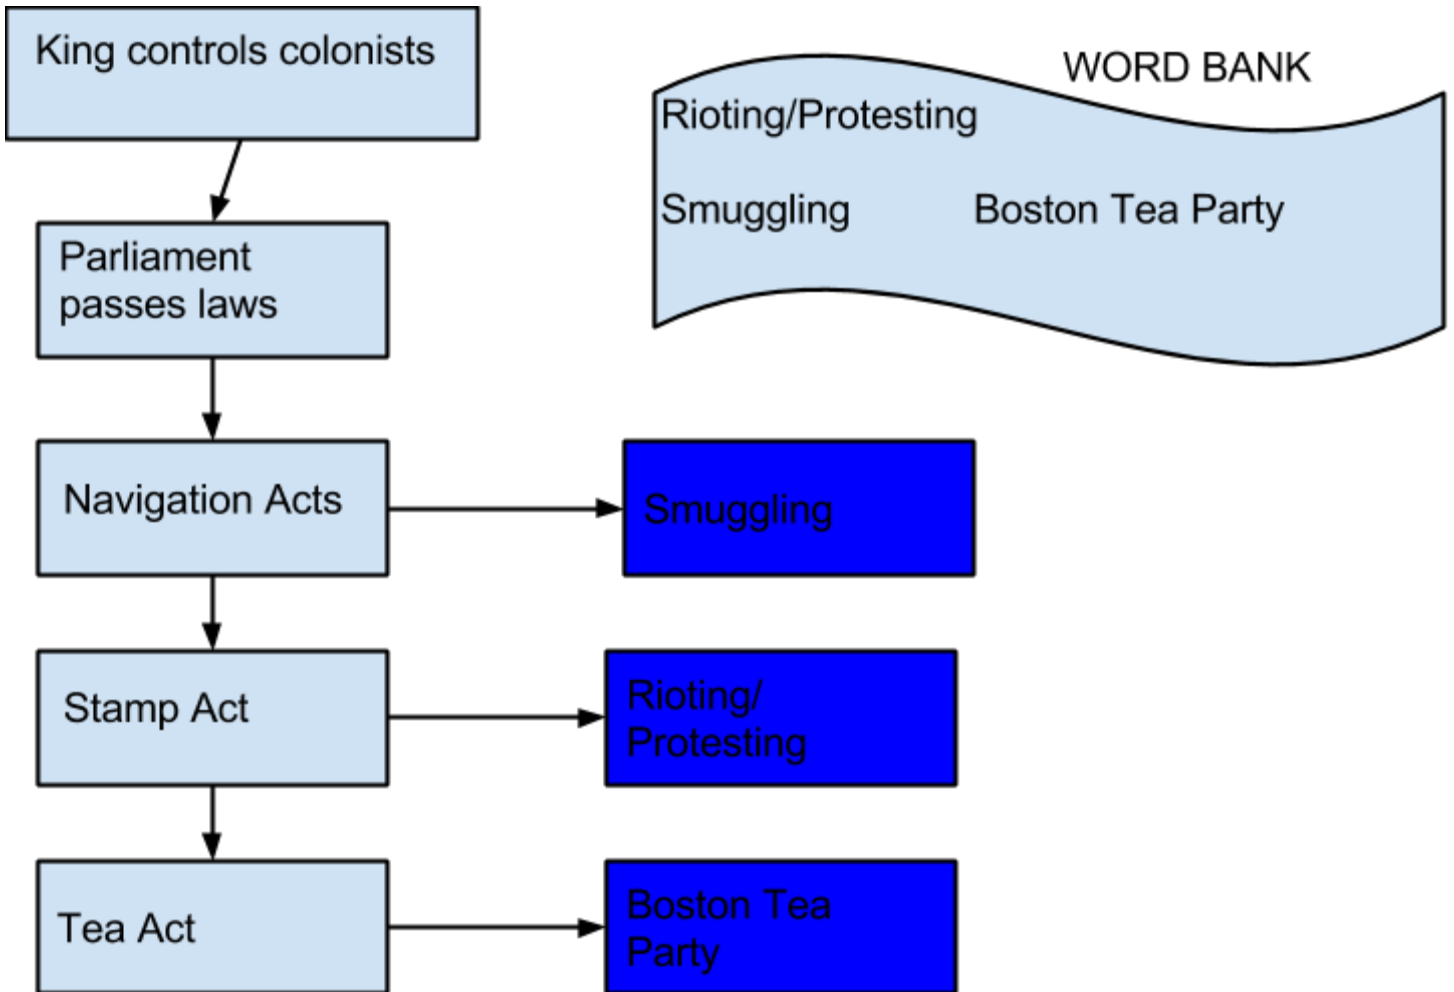 King controls colonists
WORD BANK
Rioting/Protesting
Smuggling
Boston Tea Party
Parliament
passes laws
Navigation Acts
Smuggling
Stamp Act
Rioting/
Protesting
Tea Act
Boston Tea
Party